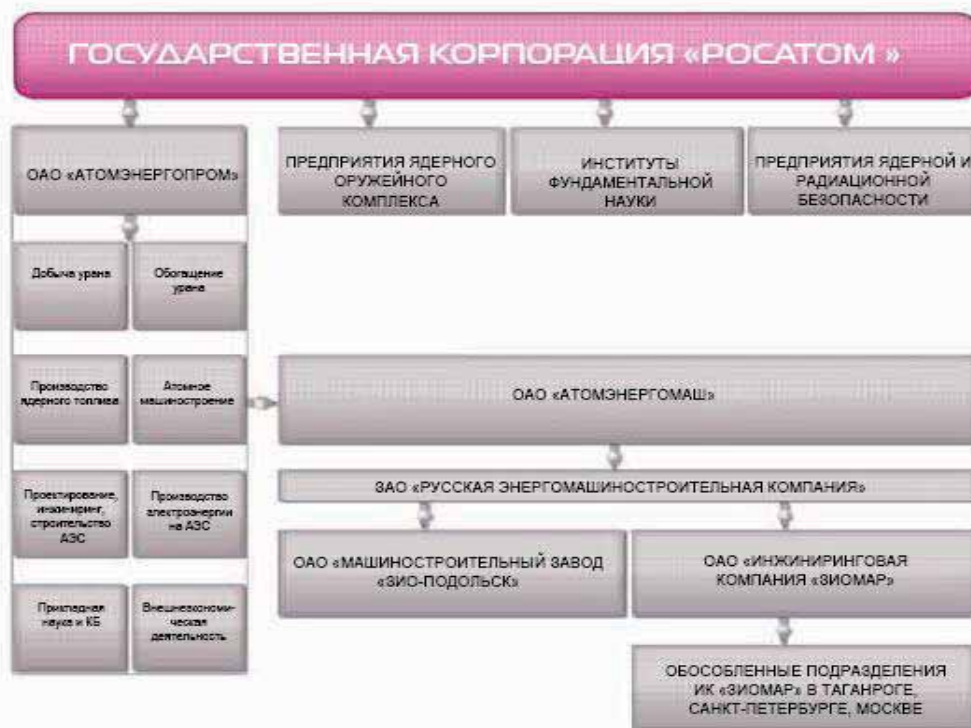 ГОСУДАРСТВЕННАЯ КОРПОРАЦИЯ «РОСАТОМ »
ОАО «АТОМЭНЕРГОПРОМ»
ПРЕДПРИЯТИЯ ЯДЕРНОГО
ОРУЖЕЙНОГО
КОМПЛЕКСА
ИНСТИТУТЫ
ФУНДАМЕНТАЛЬНОЙ
НАУКИ
ПРЕДПРИЯТИЯ ЯДЕРНОЙ И
РАДИАЦИОННОЙ
БЕЗОПАСНОСТИ
Добыча урана
Обогащение
урана
Производство
ядерного топлива
Атомное
машиностроение
ОАО «АТОМЭНЕРГОМАШ»
ЗАО «РУССКАЯ ЭНЕРГОМАШИНОСТРОИТЕЛЬНАЯ КОМПАНИЯ»
Проектирование,
инжиниринг,
строительство
АЭС
Производство
электроэнергии
на АЭС
ОАО «МАШИНОСТРОИТЕЛЬНЫЙ ЗАВОД
«ЗИО-ПОДОЛЬСК»
ОАО «ИНЖИНИРИНГОВАЯ
КОМПАНИЯ «ЗИОМАР»
Прикладная
наука и КБ
Внешнеэкономи-
ческая
деятельность
ОБОСОБЛЕННЫЕ ПОДРАЗДЕЛЕНИЯ
ИК «ЗИОМАР» В ТАГАНРОГЕ,
САНКТ-ПЕТЕРБУРГЕ, МОСКВЕ